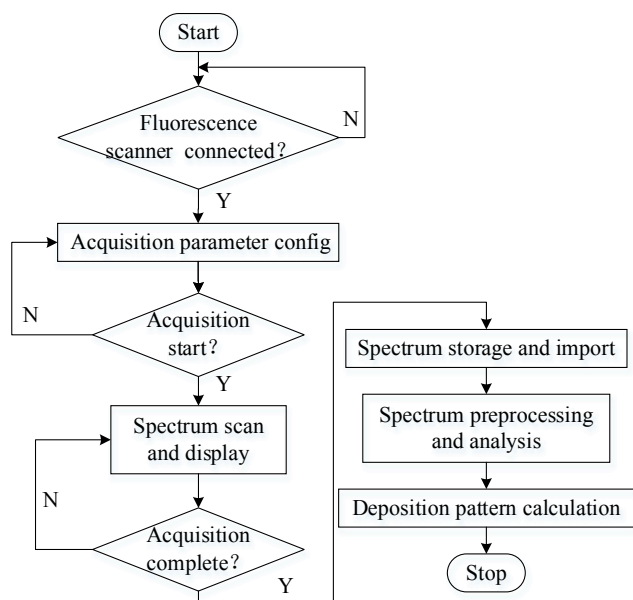 Start
Fluorescence
scanner connected?
N
Y
Acquisition parameter config
N
Acquisition
start?
Y
Spectrum scan
and display
N
Acquisition
complete?
Y
Spectrum storage and import
Spectrum preprocessing
and analysis
Deposition pattern calculation
Stop